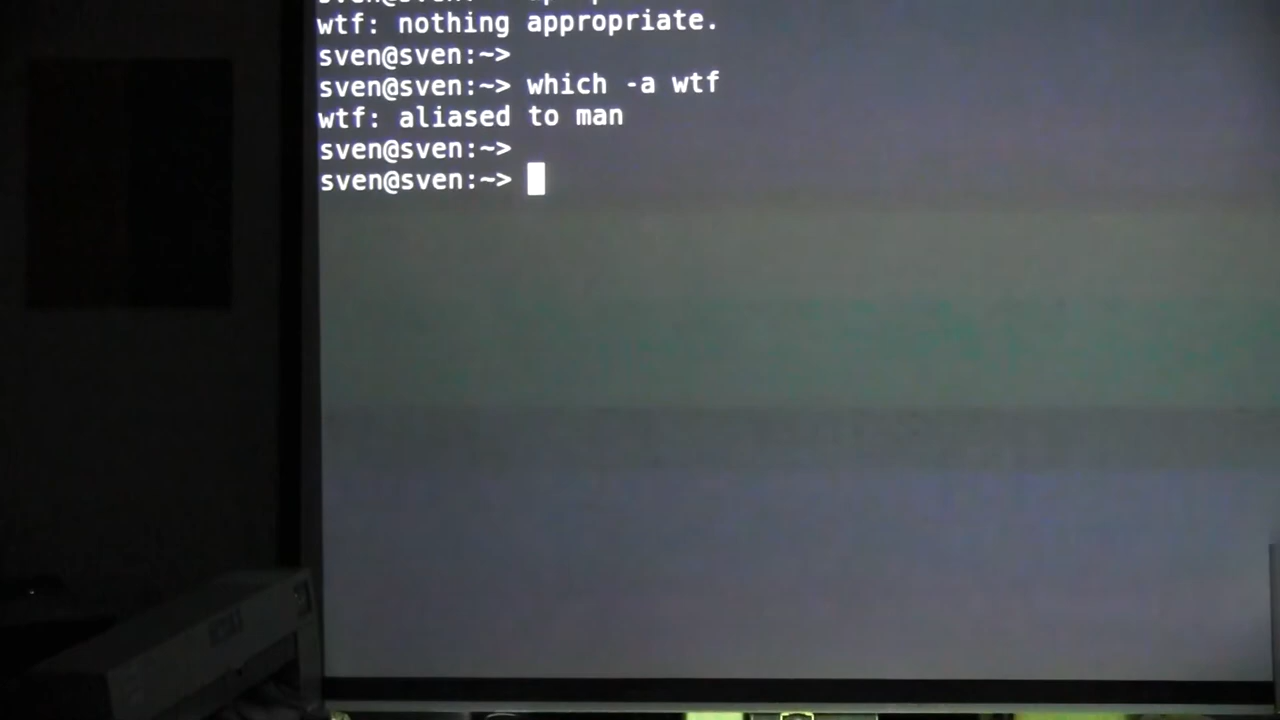 wtf: nothing appropriate.
sven@sven:~>
sven@sven:~> which -a wtf
wtf: aliased to man
sven@sven:~>
sven@sven:~>